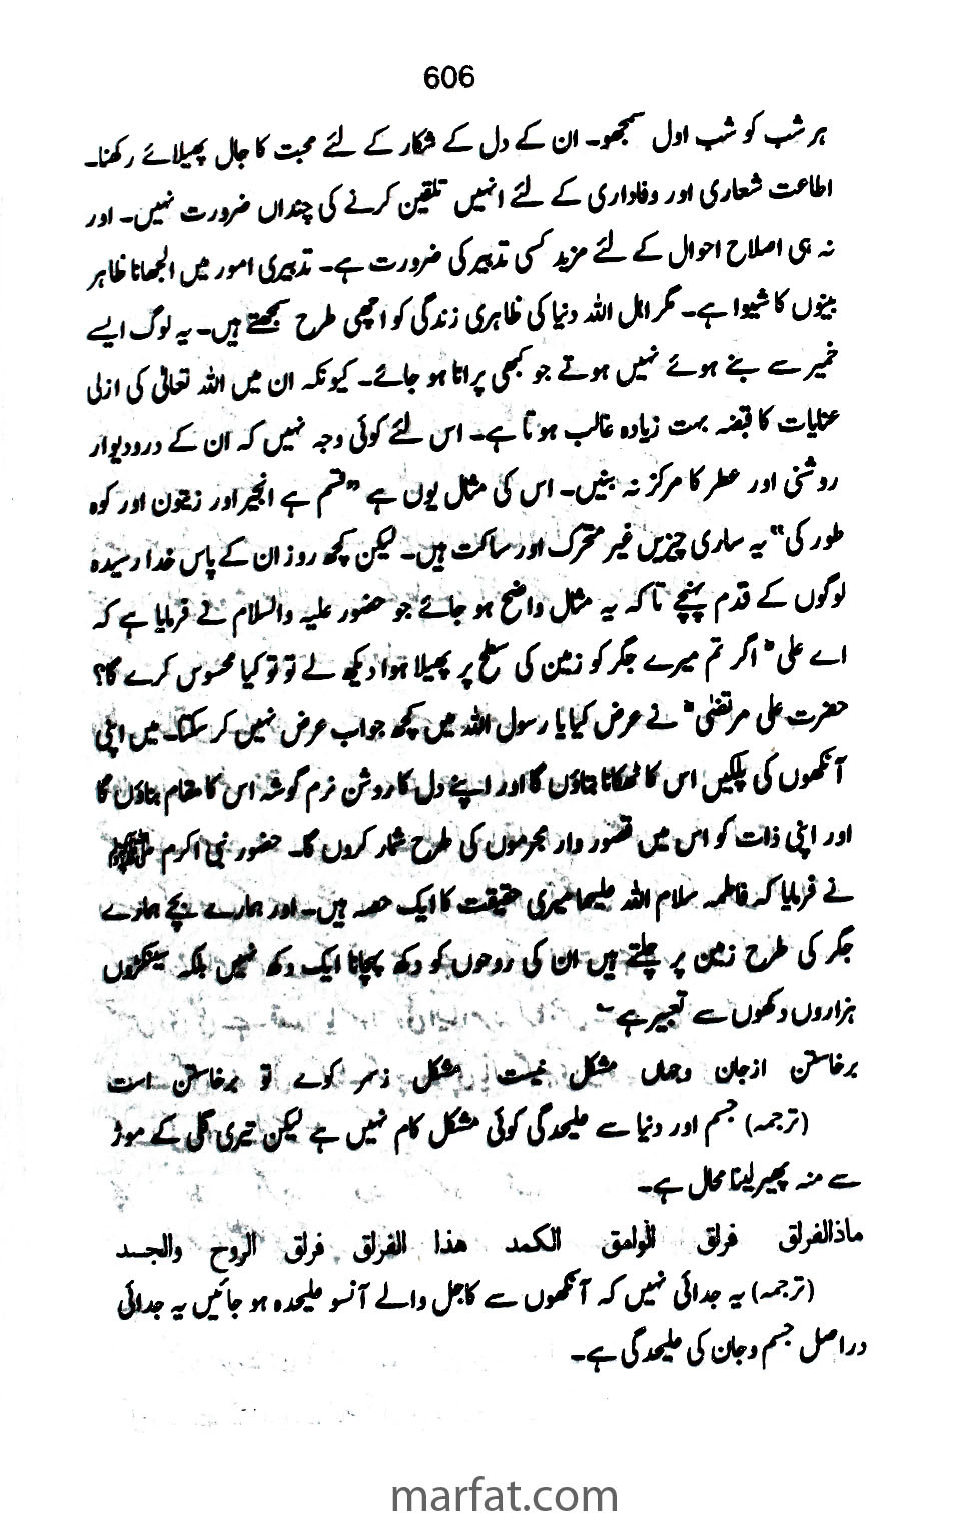 606
ہر شب کو شب اول سمجھو۔ ان کے دل کے شکار کے لئے محبت کا جال پھیلائے رکھنا۔
اطاعت شعاری اور وفاداری کے لئے انہیں تلقین کرنے کی چنداں ضرورت نہیں۔ اور
نہ ہی اصلاح احوال کے لئے مزید کسی تدبیر کی ضرورت ہے۔ تدبیری امور میں الجھانا ظاہر
بینوں کا شیوا ہے۔ مگر اہل اللہ دنیا کی ظاہری زندگی کو اچھی طرح سمجھتے ہیں۔ یہ لوگ ایسے
خمیر سے بنے ہوئے نہیں ہوتے جو کبھی پرانا ہو جائے۔ کیونکہ ان میں اللہ تعالٰی کی ازلی
عنایات کا قبضہ بہت زیادہ غالب ہوتا ہے۔ اس لئے کوئی وجہ نہیں کہ ان کے درودیوار
روشنی اور عطر کا مرکز نہ بنیں۔ اس کی مثال یوں ہے "قسم ہے انجیر اور زیتون اور کوہ
طور کی" یہ ساری چیزیں غیر متحرک اور ساکت ہیں۔ لیکن کچھ روز ان کے پاس خدا رسیدہ
لوگوں کے قدم پہنچے تاکہ یہ مثال واضح ہو جائے جو حضور علیہ والسلام نے فرمایا ہے کہ
اے علیؓ اگر تم میرے جگر کو زمین کی سطح پر پھیلا ہوا دیکھ لے تو تو کیا محسوس کرے گا؟
حضرت علی مرتضٰیؓ نے عرض کیا یا رسول اللہ میں کچھ جواب عرض نہیں کر سکتا۔ میں اپنی
آنکھوں کی پلکیں اس کا ٹھکانا بتاؤں گا اور اپنے دل کا روشن نرم گوشہ اس کا مقام بتاؤں گا
اور اپنی ذات کو اس میں قصور وار مجرموں کی طرح شمار کروں گا۔ حضور نبی اکرم ﷺ
نے فرمایا کہ فاطمہ سلام اللہ علیھا میری حقیقت کا ایک حصہ ہیں۔ اور ہمارے بچے ہمارے
جگر کی طرح زمین پر چلتے ہیں ان کی روحوں کو دکھ پہچانا ایک دکھ نہیں بلکہ سینکڑوں
ہزاروں دکھوں سے تعبیر ہے ؎
برخاستن ازجان وجہاں مشکل نیست مشکل زسر کوے تو برخاستن است
(ترجمہ) جسم اور دنیا سے علیحدگی کوئی مشکل کام نہیں ہے لیکن تیری گلی کے موڑ
سے منہ پھیر لینا محال ہے۔
ماذالفراق فراق الوامق الکمد ھذا الفراق فراق الروح والجسد
(ترجمہ) یہ جدائی نہیں کہ آنکھوں سے کاجل والے آنسو علیحدہ ہو جائیں یہ جدائی
دراصل جسم و جان کی علیحدگی ہے۔
marfat.com